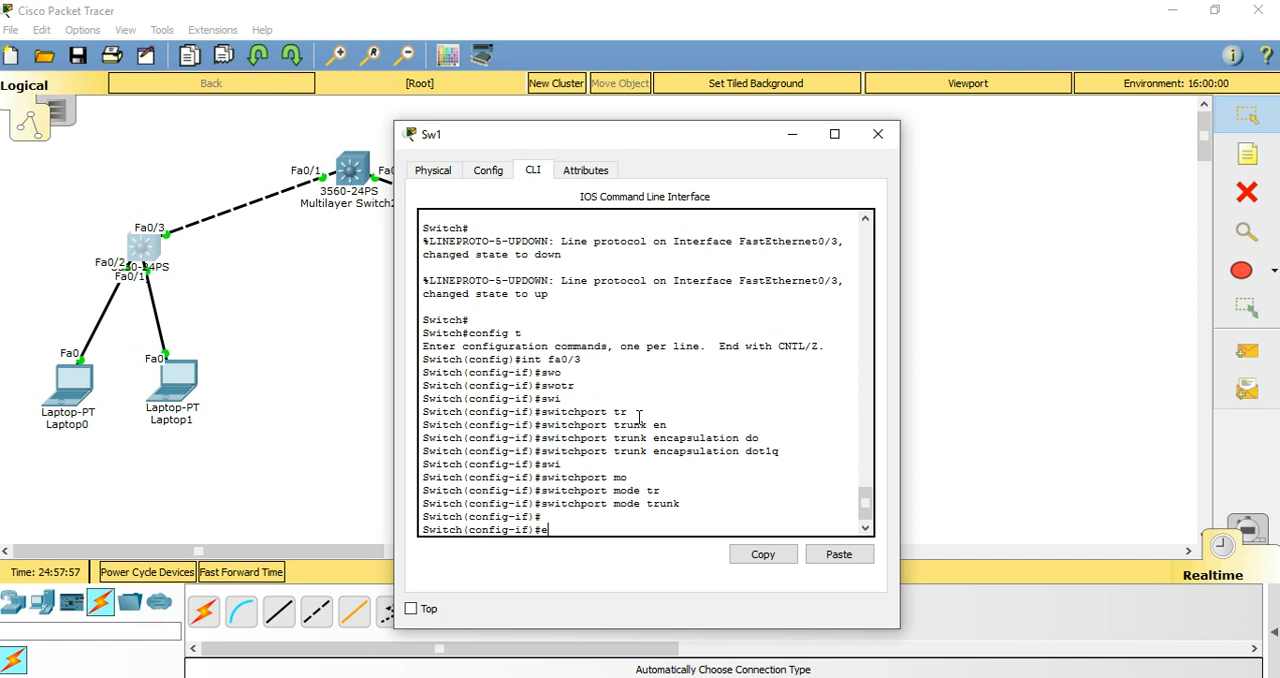 Cisco Packet Tracer
File Edit Options View Tools Extensions Help
Logical Back [Root] New Cluster Move Object Set Tiled Background Viewport Environment: 16:00:00
Fa0/1
3560-24PS
Multilayer Switch2
Fa0/3
Fa0/2
Fa0/1
Fa0
Laptop-PT
Laptop0
Fa0
Laptop-PT
Laptop1
Sw1
Physical Config CLI Attributes
IOS Command Line Interface
Switch#
%LINEPROTO-5-UPDOWN: Line protocol on Interface FastEthernet0/3,
changed state to down
%LINEPROTO-5-UPDOWN: Line protocol on Interface FastEthernet0/3,
changed state to up
Switch#
Switch#config t
Enter configuration commands, one per line. End with CNTL/Z.
Switch(config)#int fa0/3
Switch(config-if)#swo
Switch(config-if)#swotr
Switch(config-if)#swi
Switch(config-if)#switchport tr
Switch(config-if)#switchport trunk en
Switch(config-if)#switchport trunk encapsulation do
Switch(config-if)#switchport trunk encapsulation dot1q
Switch(config-if)#swi
Switch(config-if)#switchport mo
Switch(config-if)#switchport mode tr
Switch(config-if)#switchport mode trunk
Switch(config-if)#
Switch(config-if)#e
Copy Paste
Top
Time: 24:57:57 Power Cycle Devices Fast Forward Time
Realtime
Automatically Choose Connection Type